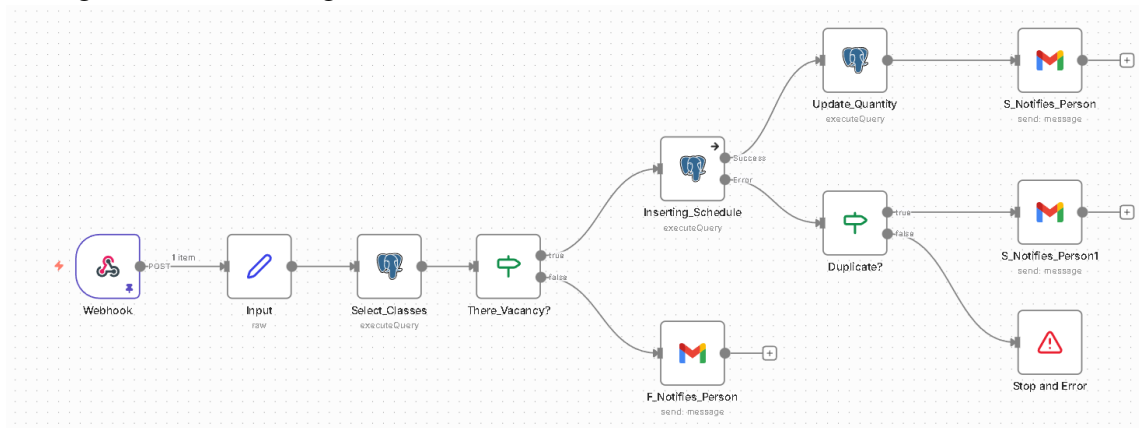 Update_Quantity
executeQuery
S_Notifies_Person
send: message
Success
Error
Inserting_Schedule
executeQuery
true
false
Duplicate?
S_Notifies_Person1
send: message
POST
1 item
Webhook
Input
raw
Select_Classes
executeQuery
true
false
There_Vacancy?
F_Notifies_Person
send: message
Stop and Error